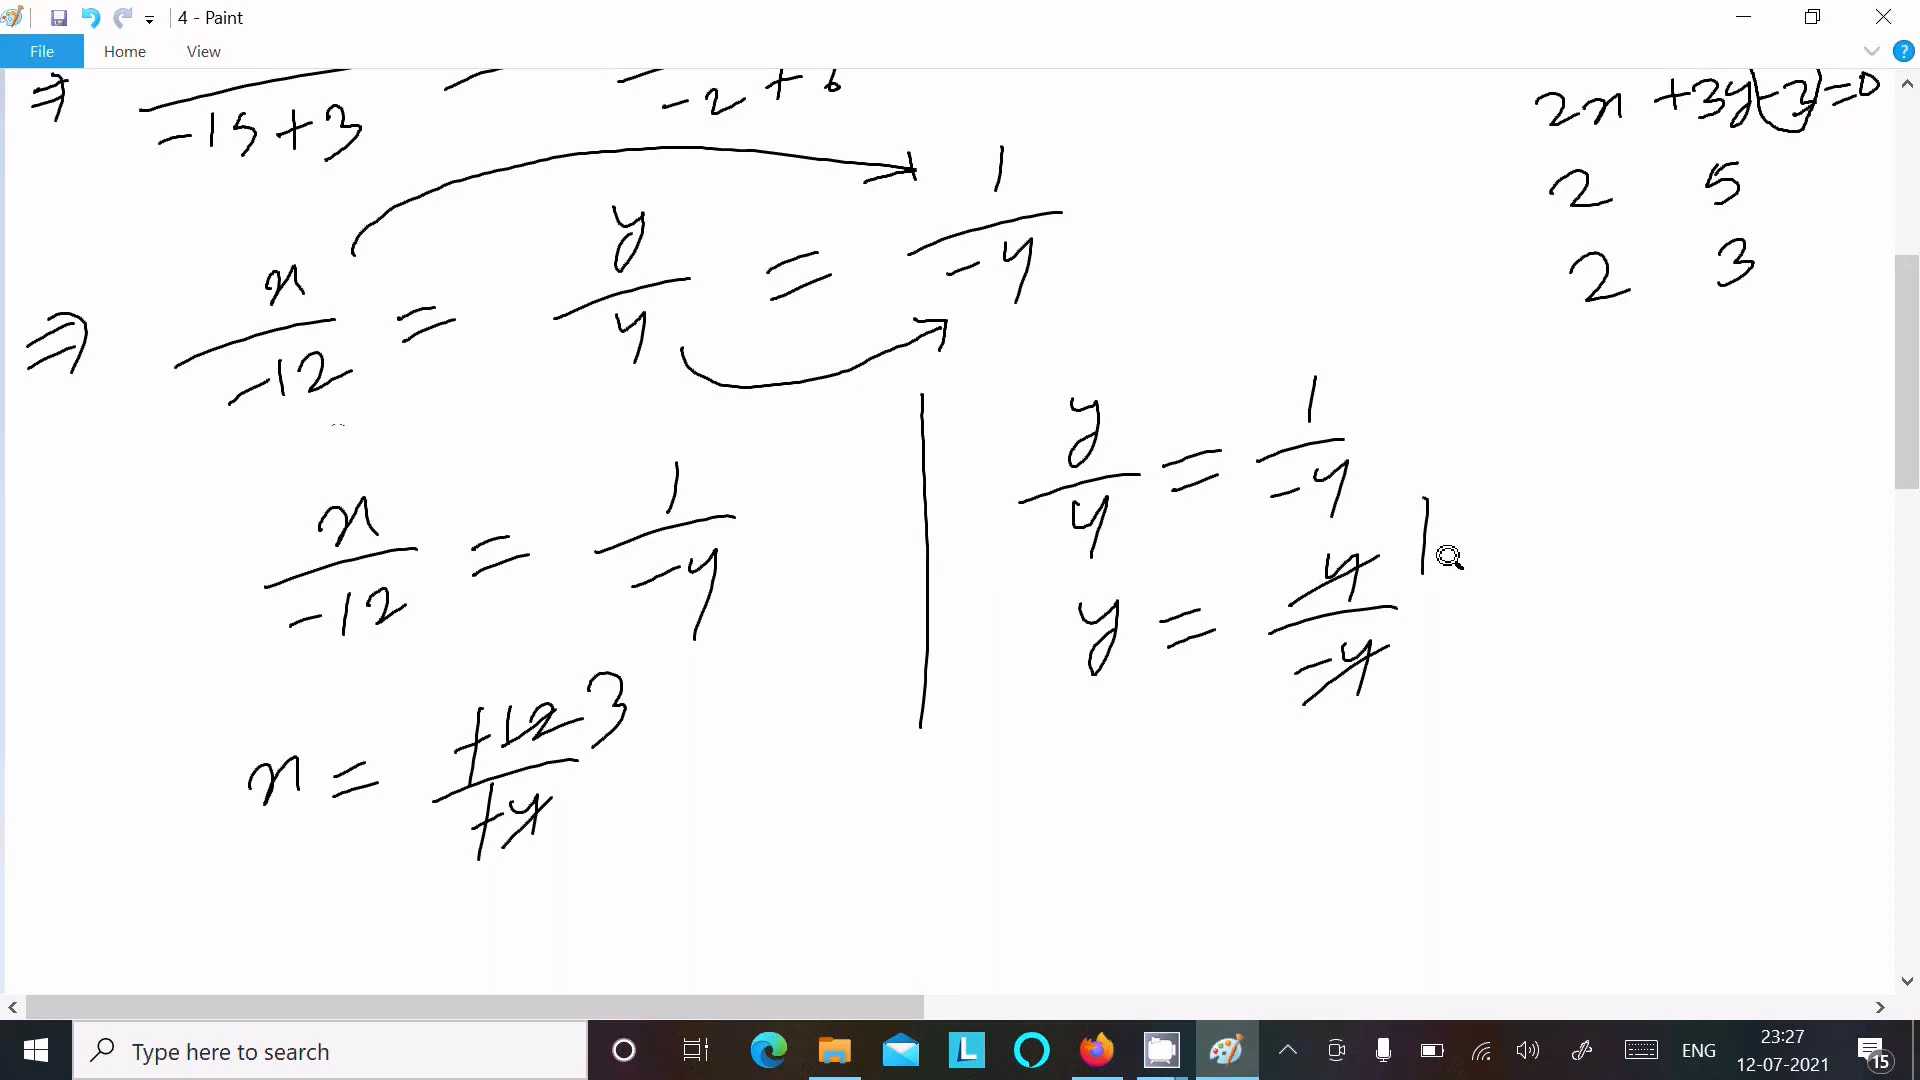 4 - Paint
File Home View
⇒ —/-15+3 = —/-2+6
2x +3y-3=0
2 5
2 3
⇒ x/-12 = y/4 = 1/-4
x/-12 = 1/-4
x = -12 3/-4
y/4 = 1/-4
y = 4/-4 1
Type here to search
ENG
23:27
12-07-2021
15